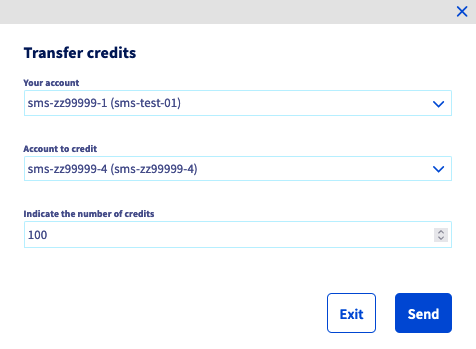 Transfer credits
Your account
sms-zz99999-1 (sms-test-01)
Account to credit
sms-zz99999-4 (sms-zz99999-4)
Indicate the number of credits
100
Exit
Send